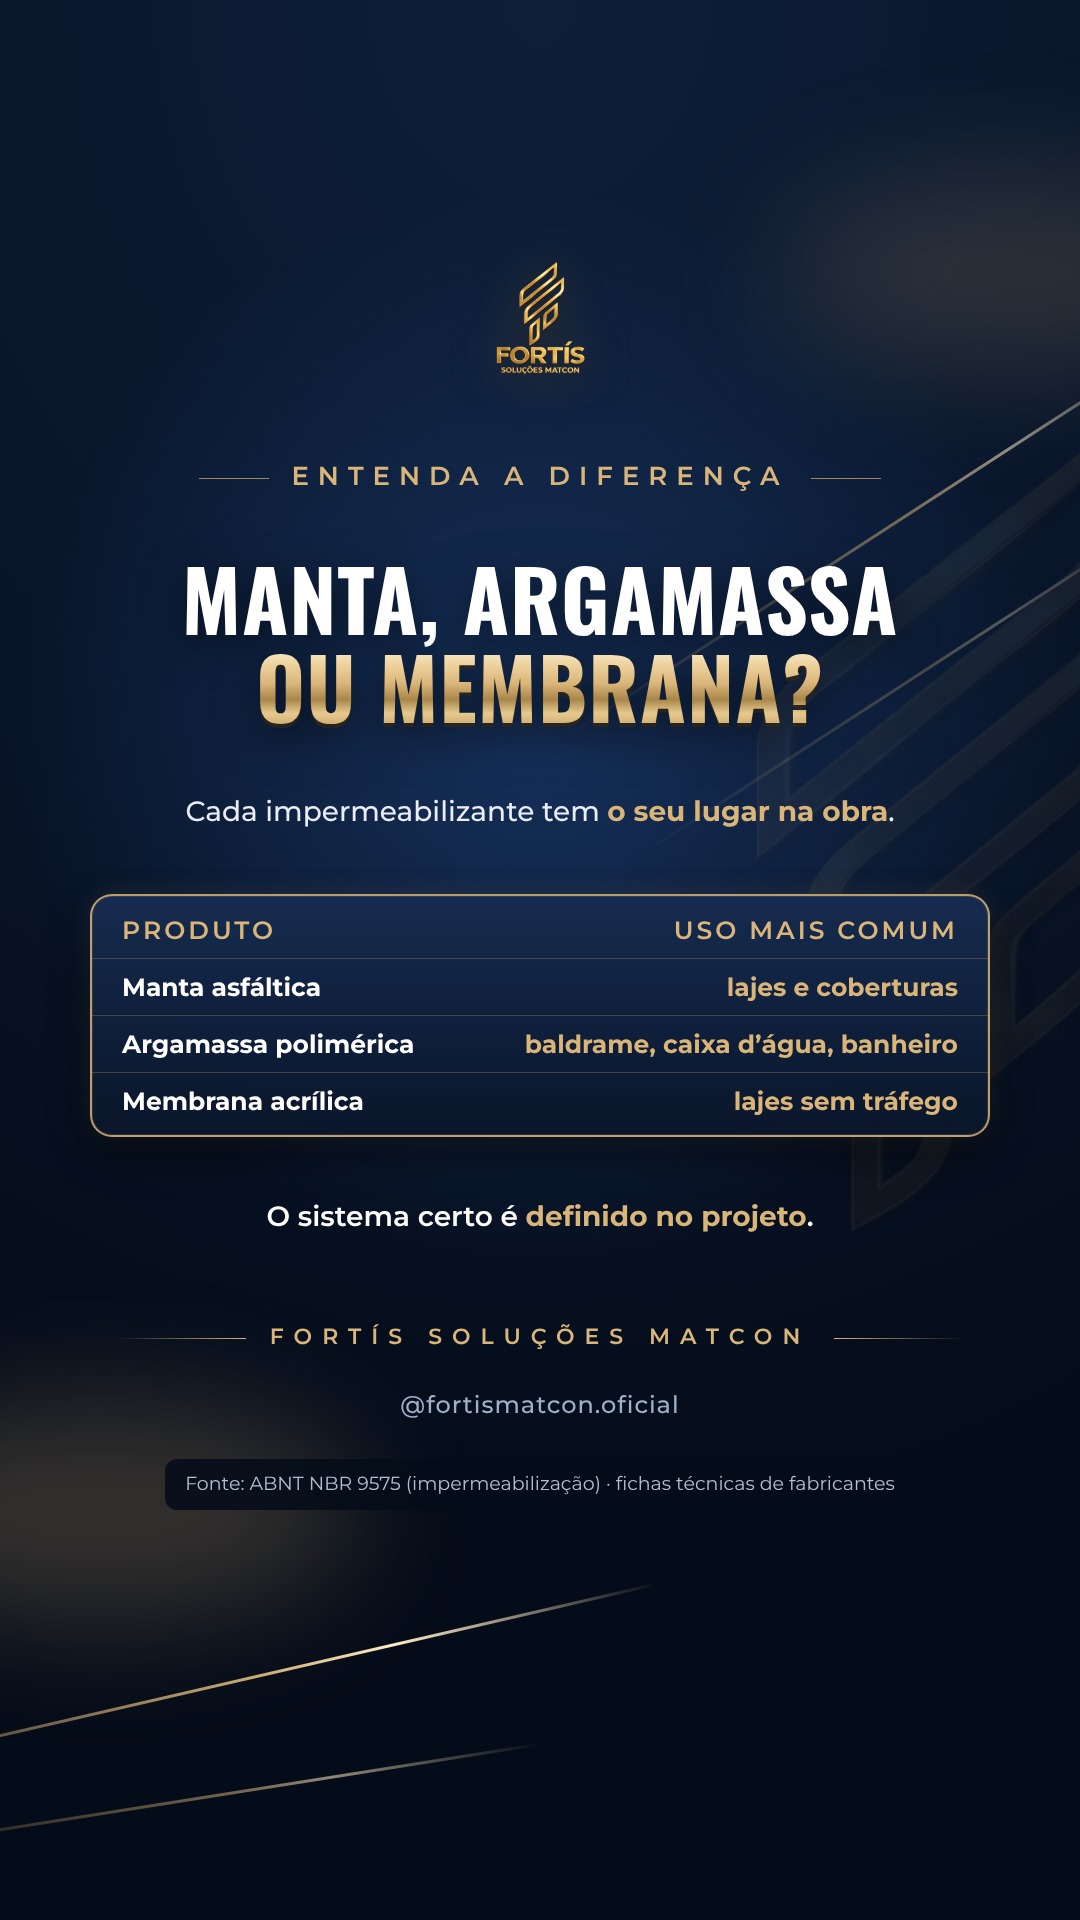 FORTÍS
SOLUÇÕES MATCON
ENTENDA A DIFERENÇA
MANTA, ARGAMASSA
OU MEMBRANA?
Cada impermeabilizante tem o seu lugar na obra.
PRODUTO USO MAIS COMUM
Manta asfáltica lajes e coberturas
Argamassa polimérica baldrame, caixa d’água, banheiro
Membrana acrílica lajes sem tráfego
O sistema certo é definido no projeto.
FORTÍS SOLUÇÕES MATCON
@fortismatcon.oficial
Fonte: ABNT NBR 9575 (impermeabilização) · fichas técnicas de fabricantes